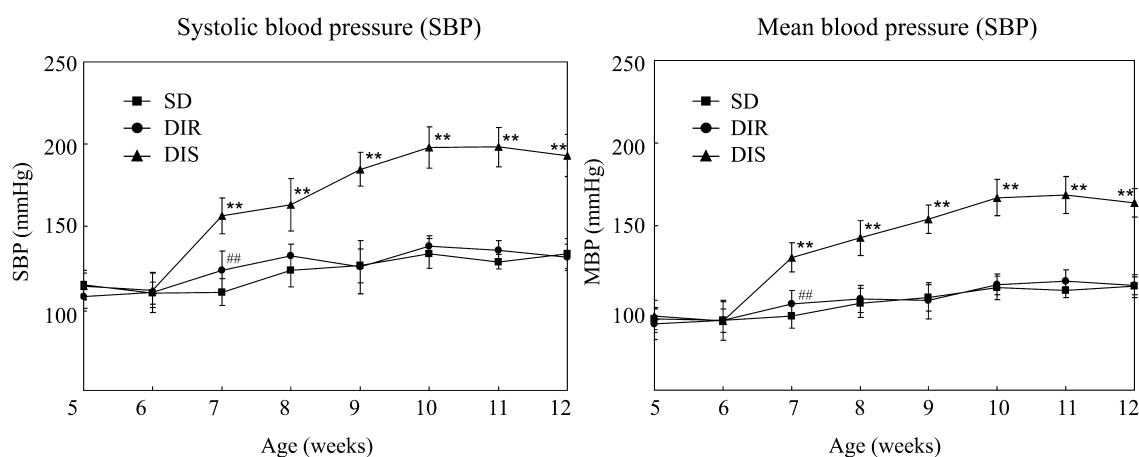 Systolic blood pressure (SBP)
250
200
150
100
SBP (mmHg)
SD
DIR
DIS
**
**
**
**
**
**
##
5 6 7 8 9 10 11 12
Age (weeks)
Mean blood pressure (SBP)
250
200
150
100
MBP (mmHg)
SD
DIR
DIS
**
**
**
**
**
**
##
5 6 7 8 9 10 11 12
Age (weeks)